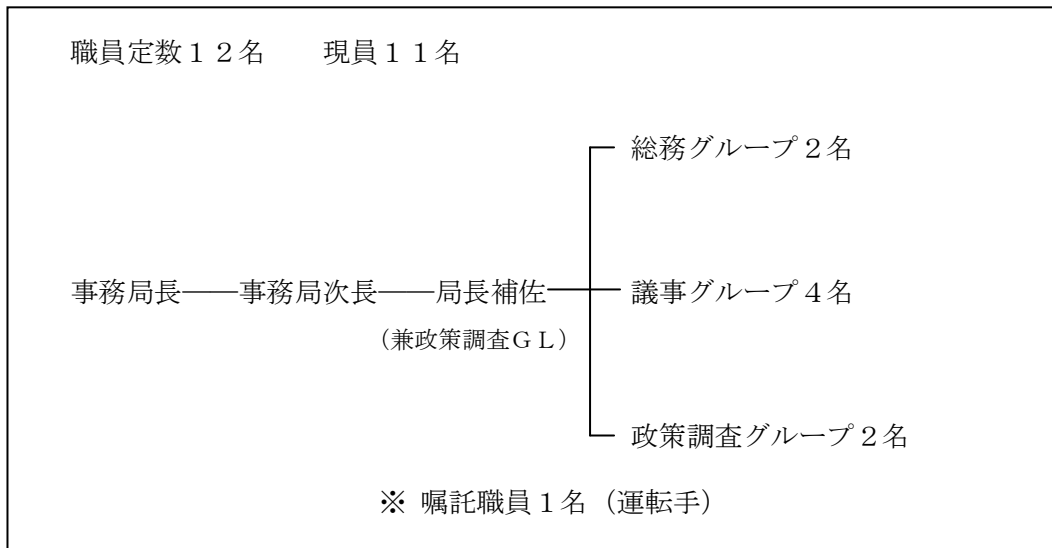 職員定数１２名　　現員１１名
総務グループ２名
事務局長――事務局次長――局長補佐
議事グループ４名
（兼政策調査ＧＬ）
政策調査グループ２名
※ 嘱託職員１名（運転手）